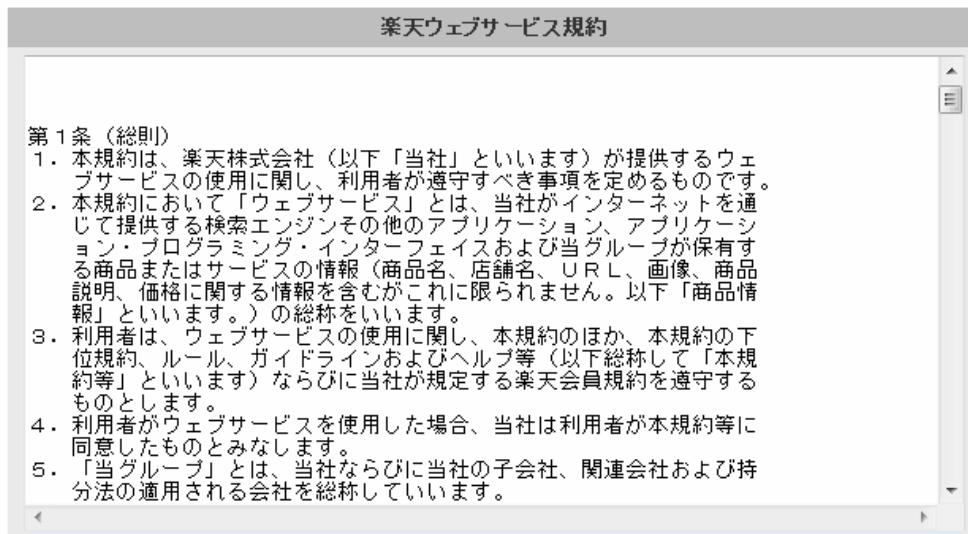 楽天ウェブサービス規約
第1条（総則）
1．本規約は、楽天株式会社（以下「当社」といいます）が提供するウェ
ブサービスの使用に関し、利用者が遵守すべき事項を定めるものです。
2．本規約において「ウェブサービス」とは、当社がインターネットを通
じて提供する検索エンジンその他のアプリケーション、アプリケーシ
ョン・プログラミング・インターフェイスおよび当グループが保有す
る商品またはサービスの情報（商品名、店舗名、ＵＲＬ、画像、商品
説明、価格に関する情報を含むがこれに限られません。以下「商品情
報」といいます。）の総称をいいます。
3．利用者は、ウェブサービスの使用に関し、本規約のほか、本規約の下
位規約、ルール、ガイドラインおよびヘルプ等（以下総称して「本規
約等」といいます）ならびに当社が規定する楽天会員規約を遵守する
ものとします。
4．利用者がウェブサービスを使用した場合、当社は利用者が本規約等に
同意したものとみなします。
5．「当グループ」とは、当社ならびに当社の子会社、関連会社および持
分法の適用される会社を総称していいます。